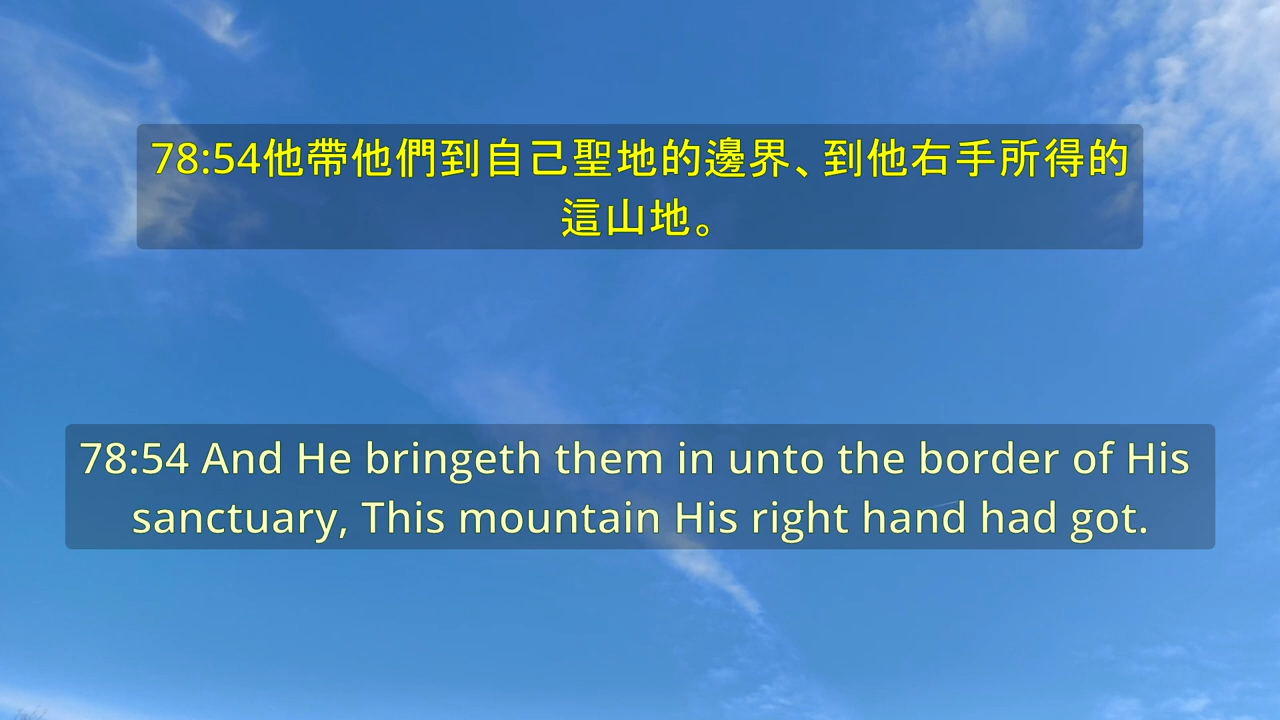 78:54他帶他們到自己聖地的邊界、到他右手所得的
這山地。
78:54 And He bringeth them in unto the border of His
sanctuary, This mountain His right hand had got.